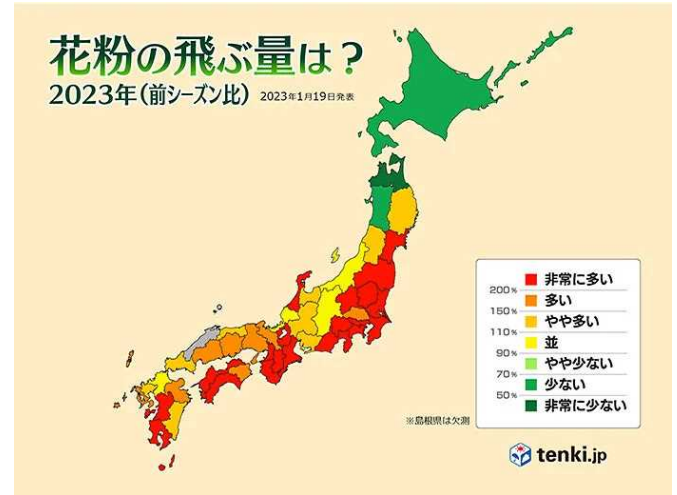 花粉の飛ぶ量は？
2023年（前シーズン比） 2023年1月19日発表
非常に多い
200%
多い
150%
やや多い
110%
並
90%
やや少ない
70%
少ない
50%
非常に少ない
※島根県は欠測
tenki.jp